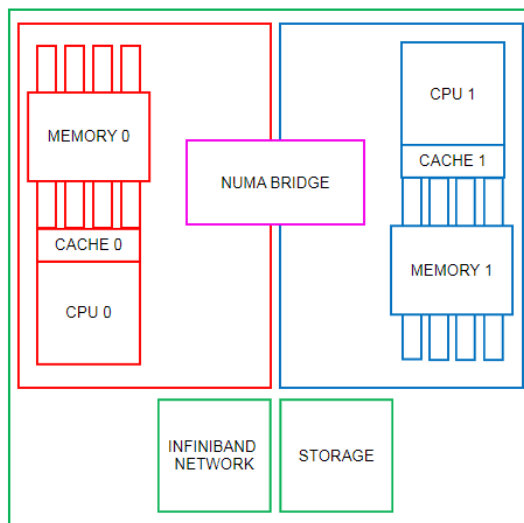 MEMORY 0
CACHE 0
CPU 0
NUMA BRIDGE
CPU 1
CACHE 1
MEMORY 1
INFINIBAND
NETWORK
STORAGE